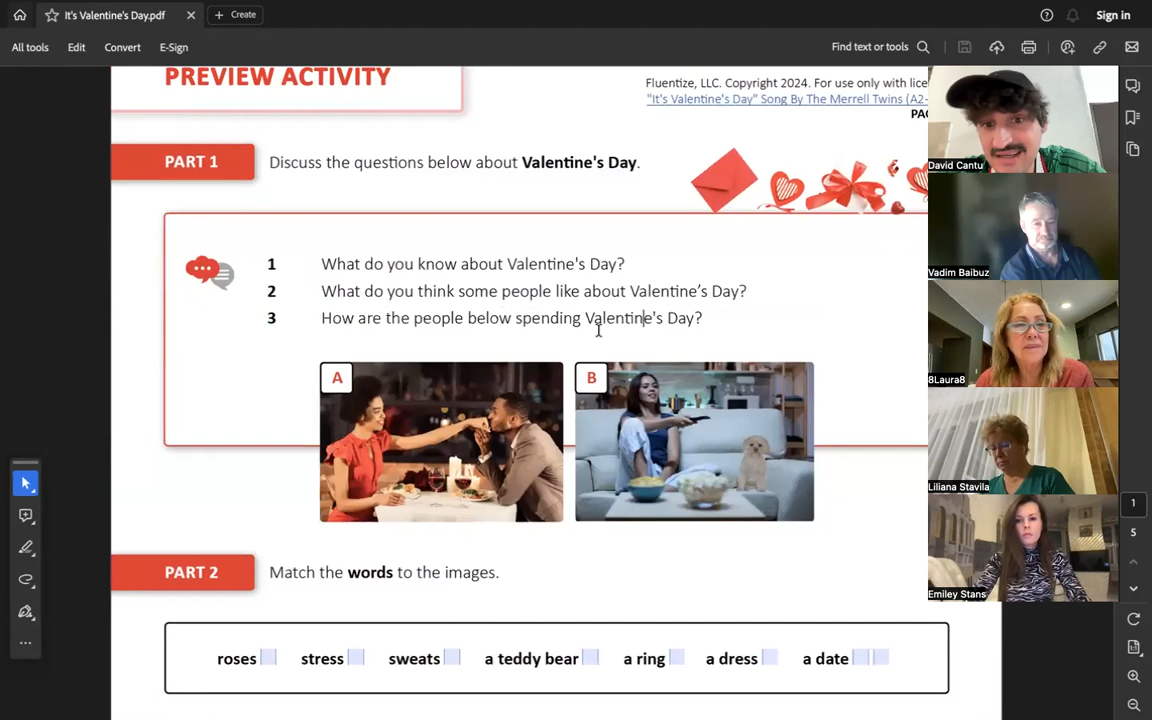 It's Valentine's Day.pdf
Create
Sign in
All tools
Edit
Convert
E-Sign
Find text or tools
PREVIEW ACTIVITY
Fluentize, LLC. Copyright 2024. For use only with lice
"It's Valentine's Day" Song By The Merrell Twins (A2-
PAG
PART 1
Discuss the questions below about Valentine's Day.
1 What do you know about Valentine's Day?
2 What do you think some people like about Valentine's Day?
3 How are the people below spending Valentine's Day?
A
B
PART 2
Match the words to the images.
roses stress sweats a teddy bear a ring a dress a date
David Cantu
Vadim Baibuz
8Laura8
Liliana Stavila
Emiley Stans
1
5